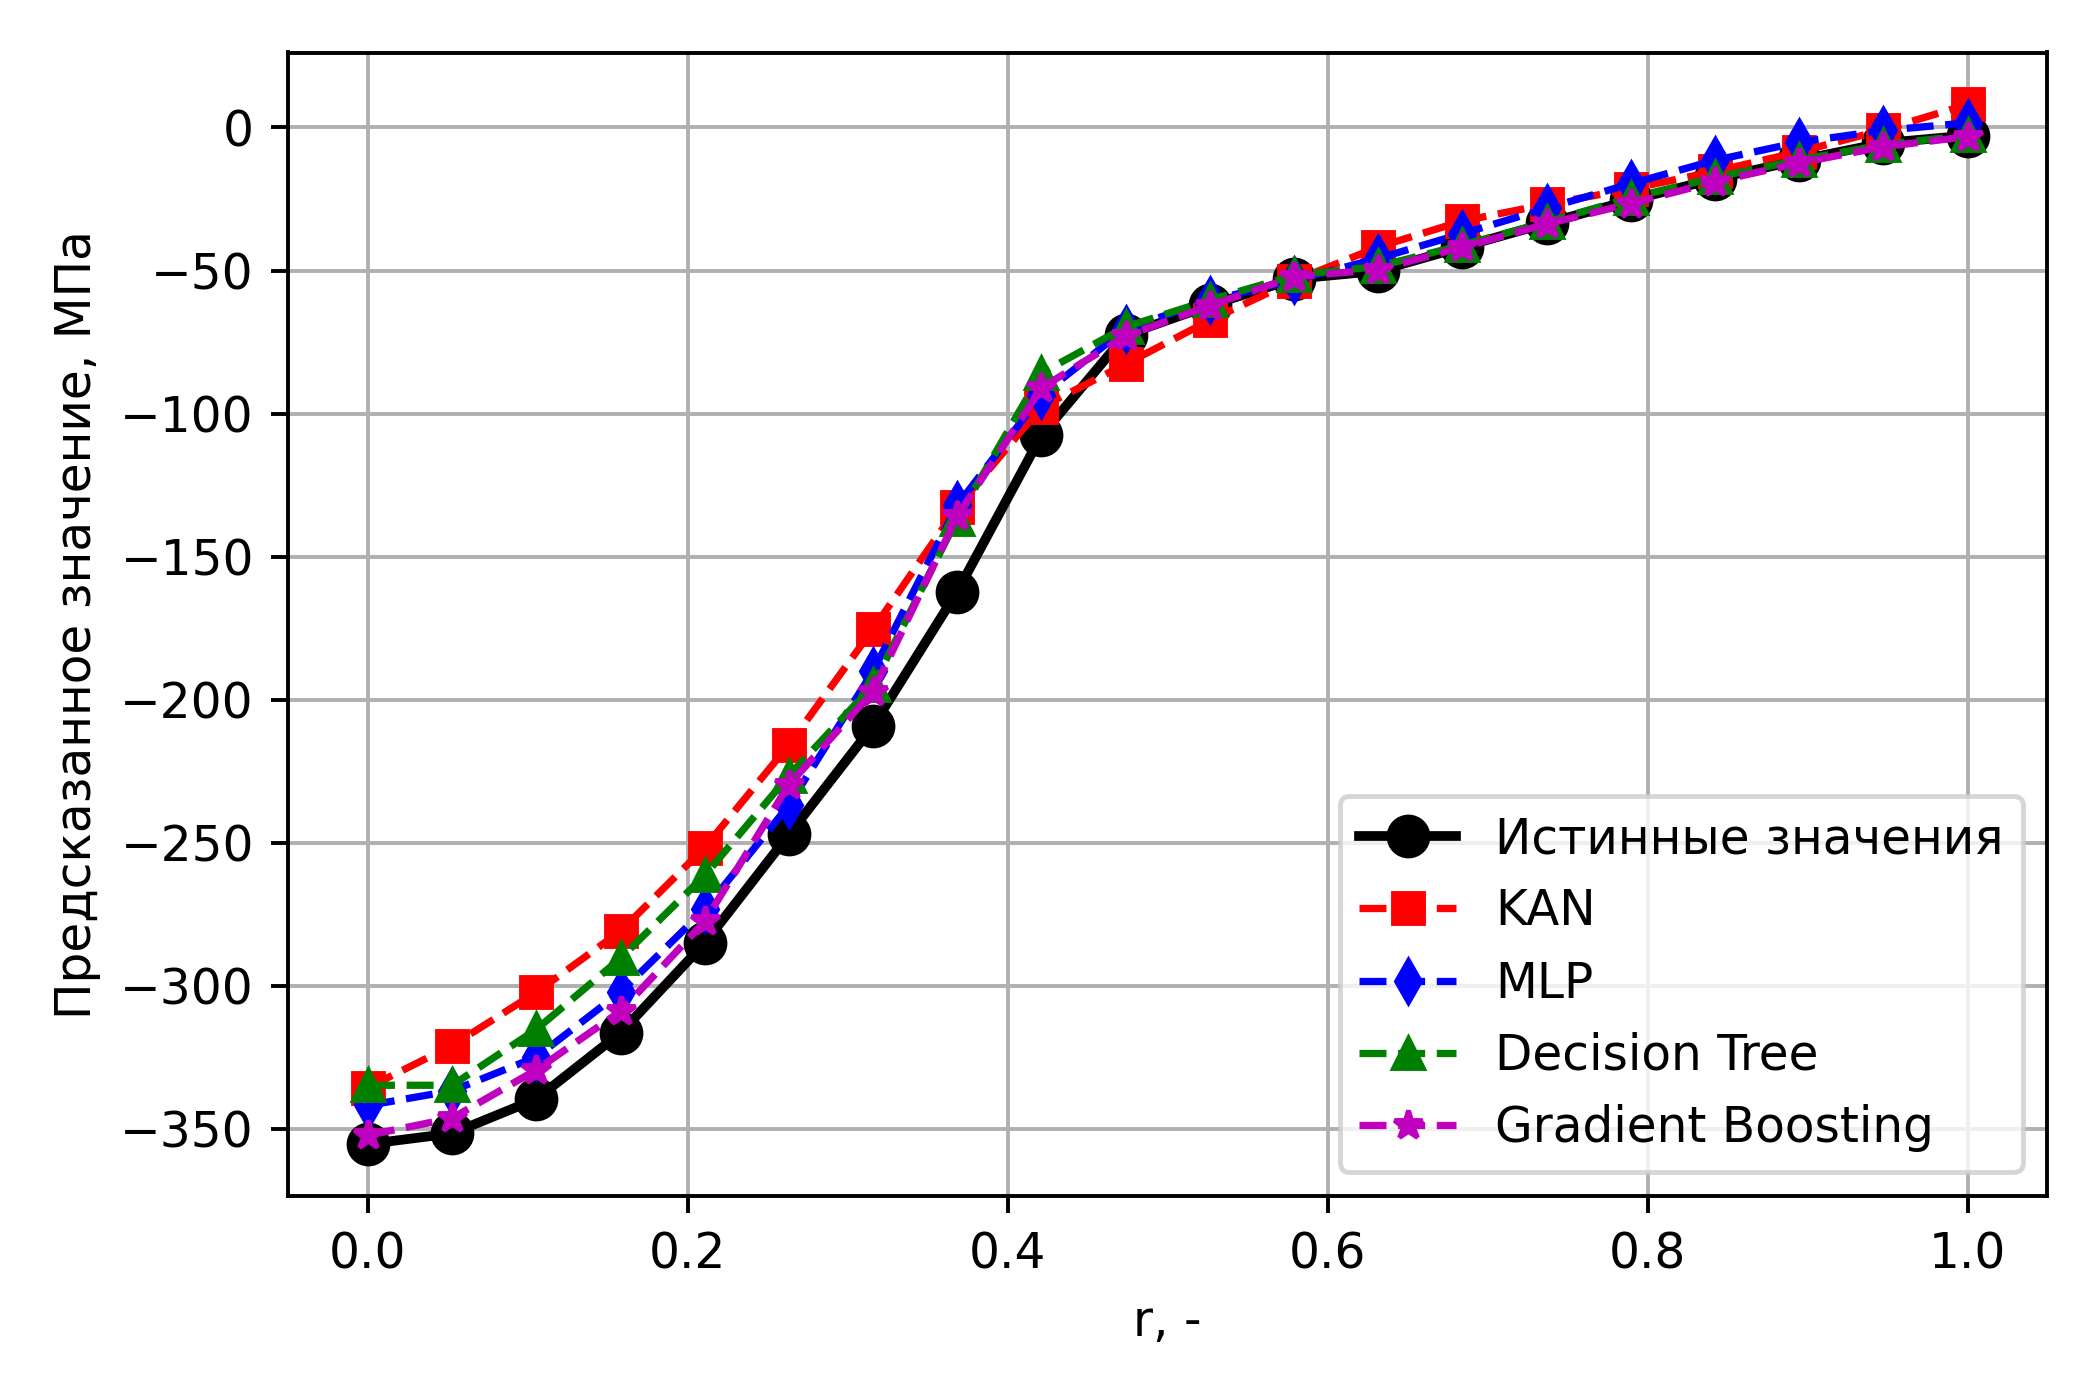 Предсказанное значение, МПа
0
−50
−100
−150
−200
−250
−300
−350
Истинные значения
KAN
MLP
Decision Tree
Gradient Boosting
0.0 0.2 0.4 0.6 0.8 1.0
r, -